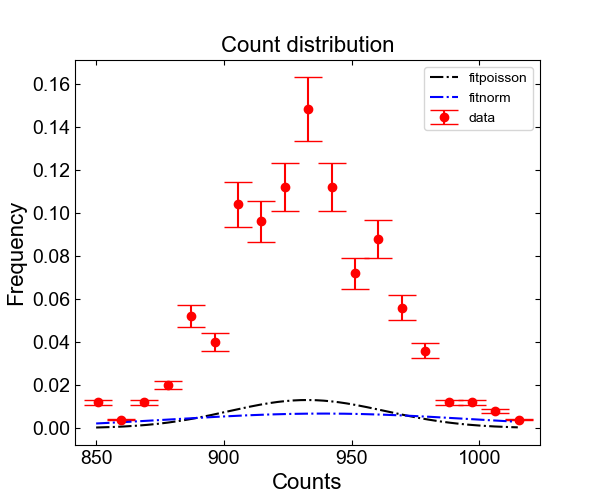 Count distribution
fitpoisson
fitnorm
data
Frequency
0.16
0.14
0.12
0.10
0.08
0.06
0.04
0.02
0.00
850
900
950
1000
Counts